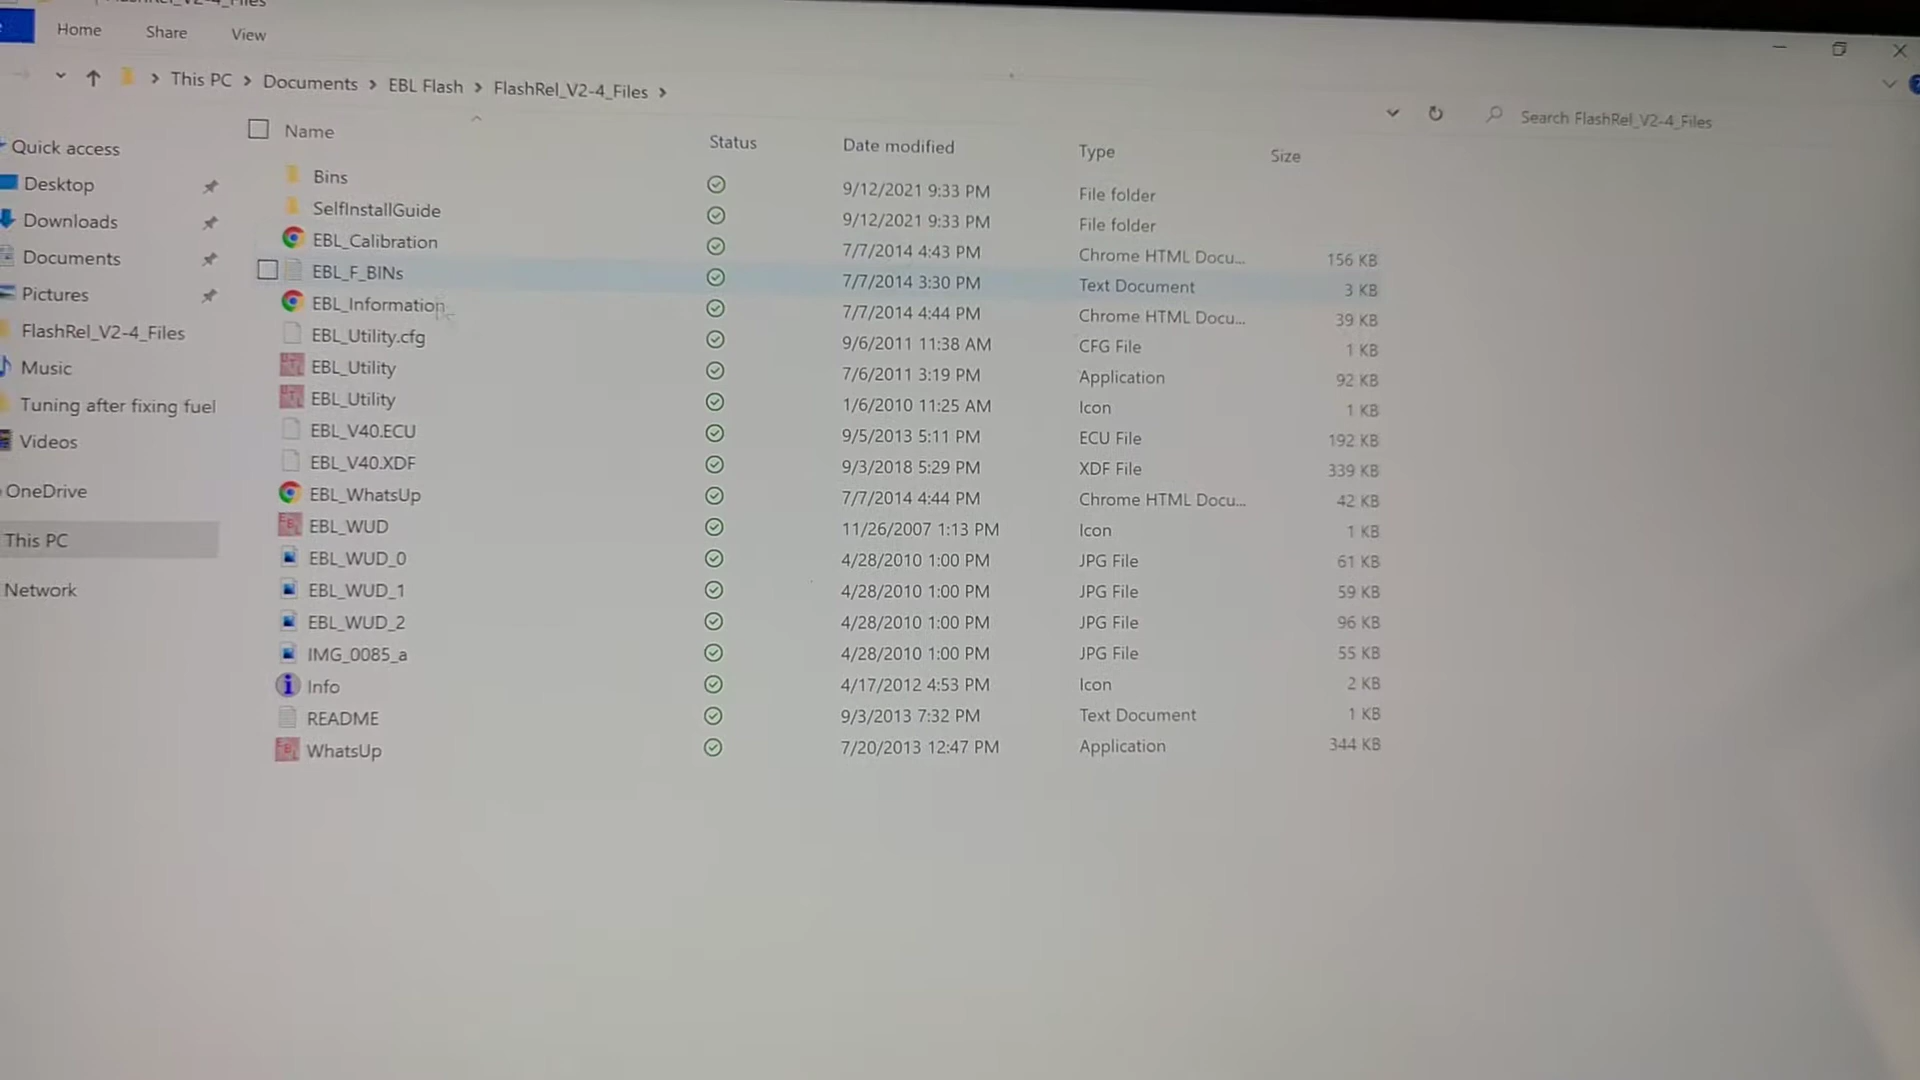 Home Share View
This PC Documents EBL Flash FlashRel_V2-4_Files
Search FlashRel_V2-4_Files
Quick access
Desktop
Downloads
Documents
Pictures
FlashRel_V2-4_Files
Music
Tuning after fixing fuel
Videos
OneDrive
This PC
Network
Name Status Date modified Type Size
Bins 9/12/2021 9:33 PM File folder
SelfInstallGuide 9/12/2021 9:33 PM File folder
EBL_Calibration 7/7/2014 4:43 PM Chrome HTML Docu... 156 KB
EBL_F_BINs 7/7/2014 3:30 PM Text Document 3 KB
EBL_Information 7/7/2014 4:44 PM Chrome HTML Docu... 39 KB
EBL_Utility.cfg 9/6/2011 11:38 AM CFG File 1 KB
EBL_Utility 7/6/2011 3:19 PM Application 92 KB
EBL_Utility 1/6/2010 11:25 AM Icon 1 KB
EBL_V40.ECU 9/5/2013 5:11 PM ECU File 192 KB
EBL_V40.XDF 9/3/2018 5:29 PM XDF File 339 KB
EBL_WhatsUp 7/7/2014 4:44 PM Chrome HTML Docu... 42 KB
EBL_WUD 11/26/2007 1:13 PM Icon 1 KB
EBL_WUD_0 4/28/2010 1:00 PM JPG File 61 KB
EBL_WUD_1 4/28/2010 1:00 PM JPG File 59 KB
EBL_WUD_2 4/28/2010 1:00 PM JPG File 96 KB
IMG_0085_a 4/28/2010 1:00 PM JPG File 55 KB
Info 4/17/2012 4:53 PM Icon 2 KB
README 9/3/2013 7:32 PM Text Document 1 KB
WhatsUp 7/20/2013 12:47 PM Application 344 KB